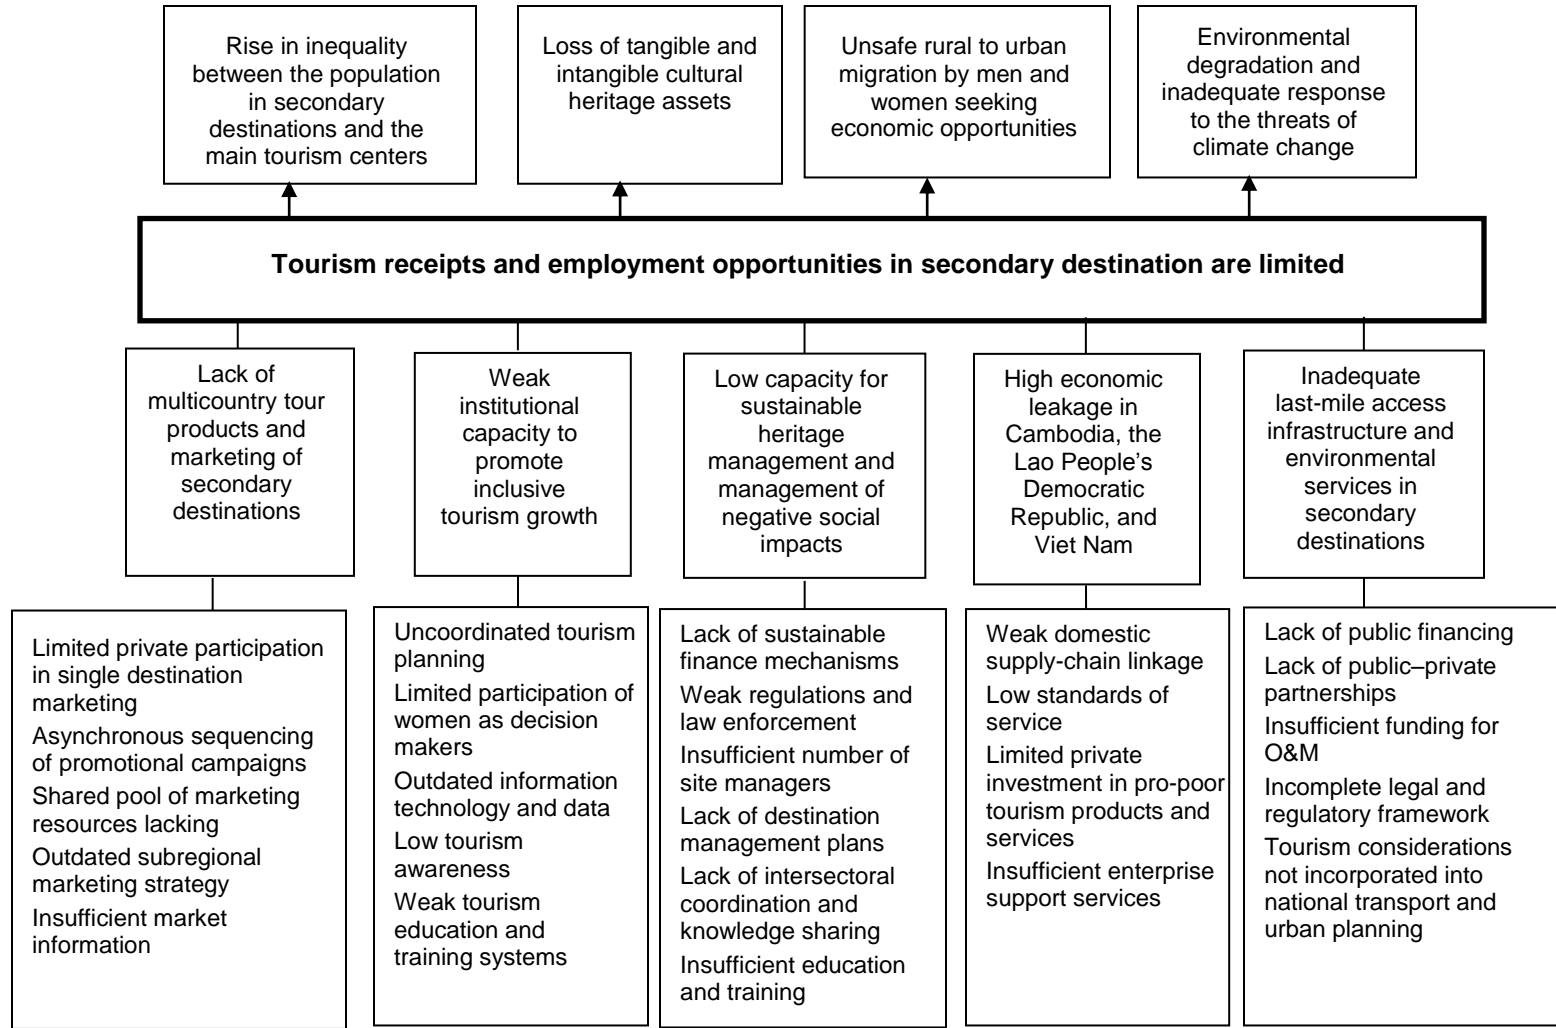 Rise in inequality
between the population
in secondary
destinations and the
main tourism centers
Loss of tangible and
intangible cultural
heritage assets
Unsafe rural to urban
migration by men and
women seeking
economic opportunities
Environmental
degradation and
inadequate response
to the threats of
climate change
Tourism receipts and employment opportunities in secondary destination are limited
Lack of
multicountry tour
products and
marketing of
secondary
destinations
Weak
institutional
capacity to
promote
inclusive
tourism growth
Low capacity for
sustainable
heritage
management and
management of
negative social
impacts
High economic
leakage in
Cambodia, the
Lao People’s
Democratic
Republic, and
Viet Nam
Inadequate
last-mile access
infrastructure and
environmental
services in
secondary
destinations
Limited private participation
in single destination
marketing
Asynchronous sequencing
of promotional campaigns
Shared pool of marketing
resources lacking
Outdated subregional
marketing strategy
Insufficient market
information
Uncoordinated tourism
planning
Limited participation of
women as decision
makers
Outdated information
technology and data
Low tourism
awareness
Weak tourism
education and
training systems
Lack of sustainable
finance mechanisms
Weak regulations and
law enforcement
Insufficient number of
site managers
Lack of destination
management plans
Lack of intersectoral
coordination and
knowledge sharing
Insufficient education
and training
Weak domestic
supply-chain linkage
Low standards of
service
Limited private
investment in pro-poor
tourism products and
services
Insufficient enterprise
support services
Lack of public financing
Lack of public–private
partnerships
Insufficient funding for
O&M
Incomplete legal and
regulatory framework
Tourism considerations
not incorporated into
national transport and
urban planning